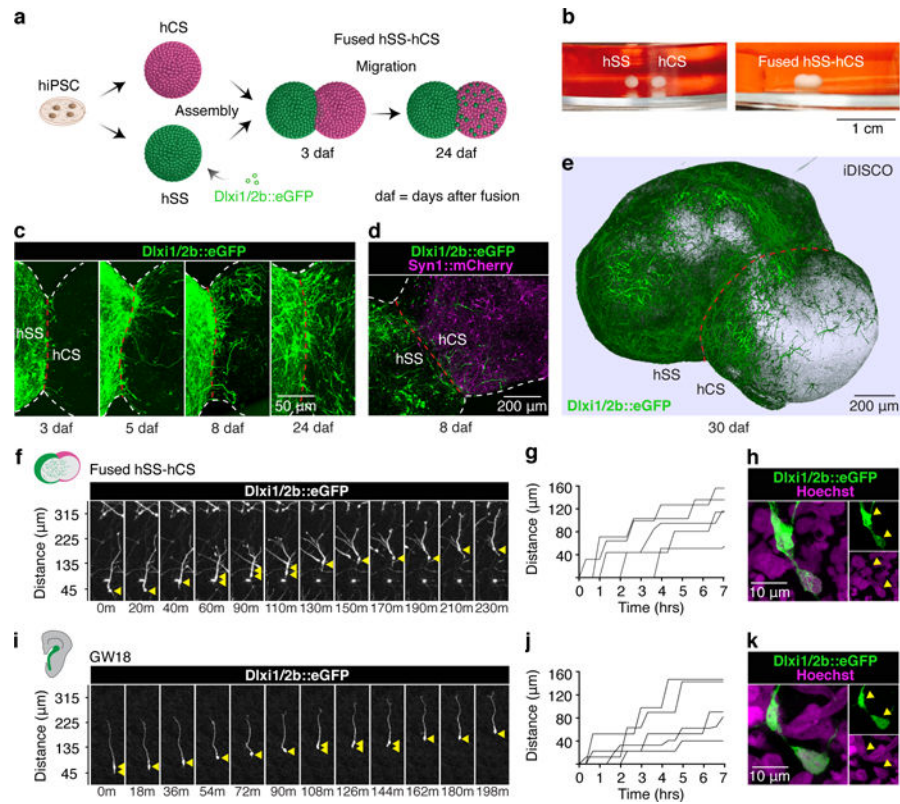 a
hCS
Fused hSS-hCS
Migration
hiPSC
Assembly
3 daf
24 daf
hSS
Dlxi1/2b::eGFP
daf = days after fusion
b
hSS
hCS
Fused hSS-hCS
1 cm
c
Dlxi1/2b::eGFP
hSS
hCS
50 µm
3 daf
5 daf
8 daf
24 daf
d
Dlxi1/2b::eGFP
Syn1::mCherry
hSS
hCS
200 µm
8 daf
e
iDISCO
hSS
hCS
Dlxi1/2b::eGFP
200 µm
30 daf
f
Fused hSS-hCS
Dlxi1/2b::eGFP
Distance (µm)
315
225
135
45
0m 20m 40m 60m 90m 110m 130m 150m 170m 190m 210m 230m
g
Distance (µm)
160
120
80
40
0 1 2 3 4 5 6 7
Time (hrs)
h
Dlxi1/2b::eGFP
Hoechst
10 µm
i
GW18
Dlxi1/2b::eGFP
Distance (µm)
315
225
135
45
0m 18m 36m 54m 72m 90m 108m 126m 144m 162m 180m 198m
j
Distance (µm)
160
120
80
40
0 1 2 3 4 5 6 7
Time (hrs)
k
Dlxi1/2b::eGFP
Hoechst
10 µm